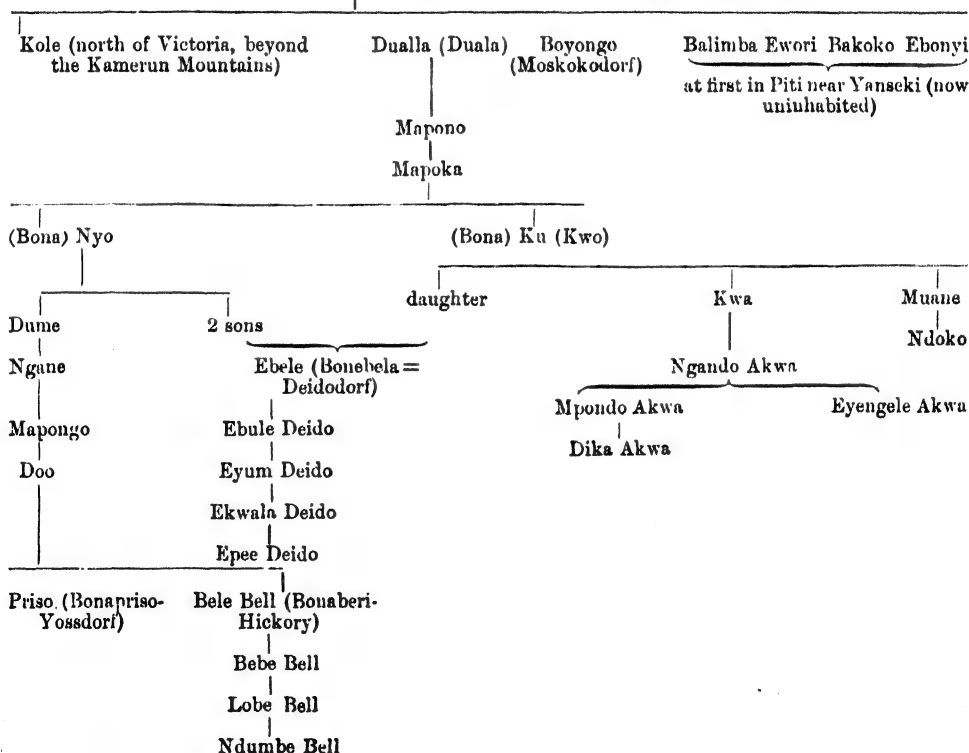 Kole (north of Victoria, beyond
the Kamerun Mountains)
Dualla (Duala)
Boyongo
(Moskokodorf)
Balimba Ewori Bakoko Ebonyi
at first in Piti near Yanseki (now
uniuhabited)
Mapono
Mapoka
(Bona) Nyo
(Bona) Ku (Kwo)
daughter
Kwa
Muane
Dume
2 sons
Ndoko
Ngane
Ebele (Bonebela =
Deidodorf)
Ngando Akwa
Mpondo Akwa
Eyengele Akwa
Mapongo
Ebule Deido
Dika Akwa
Doo
Eyum Deido
Ekwala Deido
Epee Deido
Priso. (Bonapriso-
Yossdorf)
Bele Bell (Bonaberi-
Hickory)
Bebe Bell
Lobe Bell
Ndumbe Bell